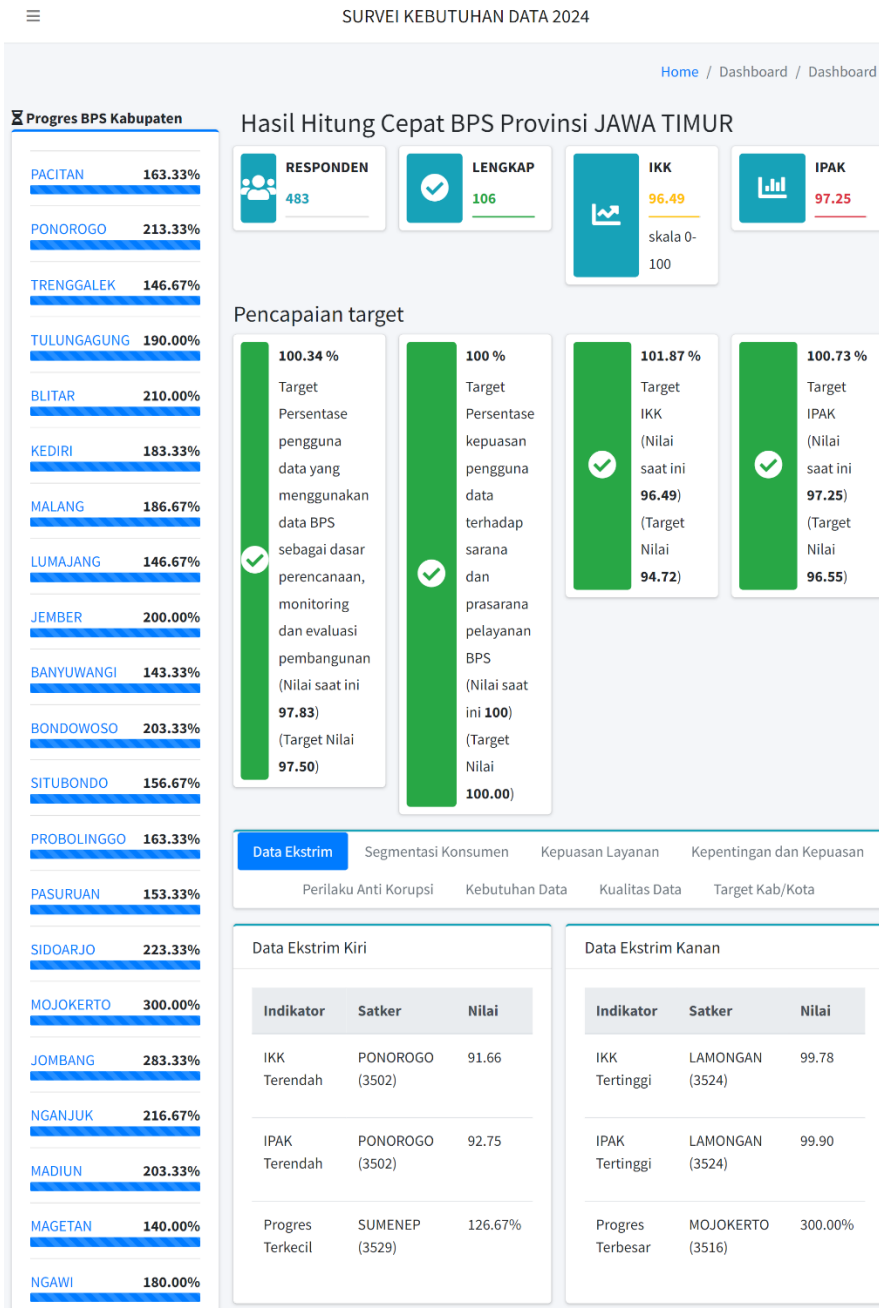 SURVEI KEBUTUHAN DATA 2024
Home / Dashboard / Dashboard
Progres BPS Kabupaten
PACITAN 163.33%
PONOROGO 213.33%
TRENGGALEK 146.67%
TULUNGAGUNG 190.00%
BLITAR 210.00%
KEDIRI 183.33%
MALANG 186.67%
LUMAJANG 146.67%
JEMBER 200.00%
BANYUWANGI 143.33%
BONDOWOSO 203.33%
SITUBONDO 156.67%
PROBOLINGGO 163.33%
PASURUAN 153.33%
SIDOARJO 223.33%
MOJOKERTO 300.00%
JOMBANG 283.33%
NGANJUK 216.67%
MADIUN 203.33%
MAGETAN 140.00%
NGAWI 180.00%
Hasil Hitung Cepat BPS Provinsi JAWA TIMUR
RESPONDEN
483
LENGKAP
106
IKK
96.49
skala 0-
100
IPAK
97.25
Pencapaian target
100.34 %
Target
Persentase
pengguna
data yang
menggunakan
data BPS
sebagai dasar
perencanaan,
monitoring
dan evaluasi
pembangunan
(Nilai saat ini
97.83)
(Target Nilai
97.50)
100 %
Target
Persentase
kepuasan
pengguna
data
terhadap
sarana
dan
prasarana
pelayanan
BPS
(Nilai saat
ini 100)
(Target
Nilai
100.00)
101.87 %
Target
IKK
(Nilai
saat ini
96.49)
(Target
Nilai
94.72)
100.73 %
Target
IPAK
(Nilai
saat ini
97.25)
(Target
Nilai
96.55)
Data Ekstrim Segmentasi Konsumen Kepuasan Layanan Kepentingan dan Kepuasan
Perilaku Anti Korupsi Kebutuhan Data Kualitas Data Target Kab/Kota
Data Ekstrim Kiri
Indikator Satker Nilai
IKK PONOROGO 91.66
Terendah (3502)
IPAK PONOROGO 92.75
Terendah (3502)
Progres SUMENEP 126.67%
Terkecil (3529)
Data Ekstrim Kanan
Indikator Satker Nilai
IKK LAMONGAN 99.78
Tertinggi (3524)
IPAK LAMONGAN 99.90
Tertinggi (3524)
Progres MOJOKERTO 300.00%
Terbesar (3516)